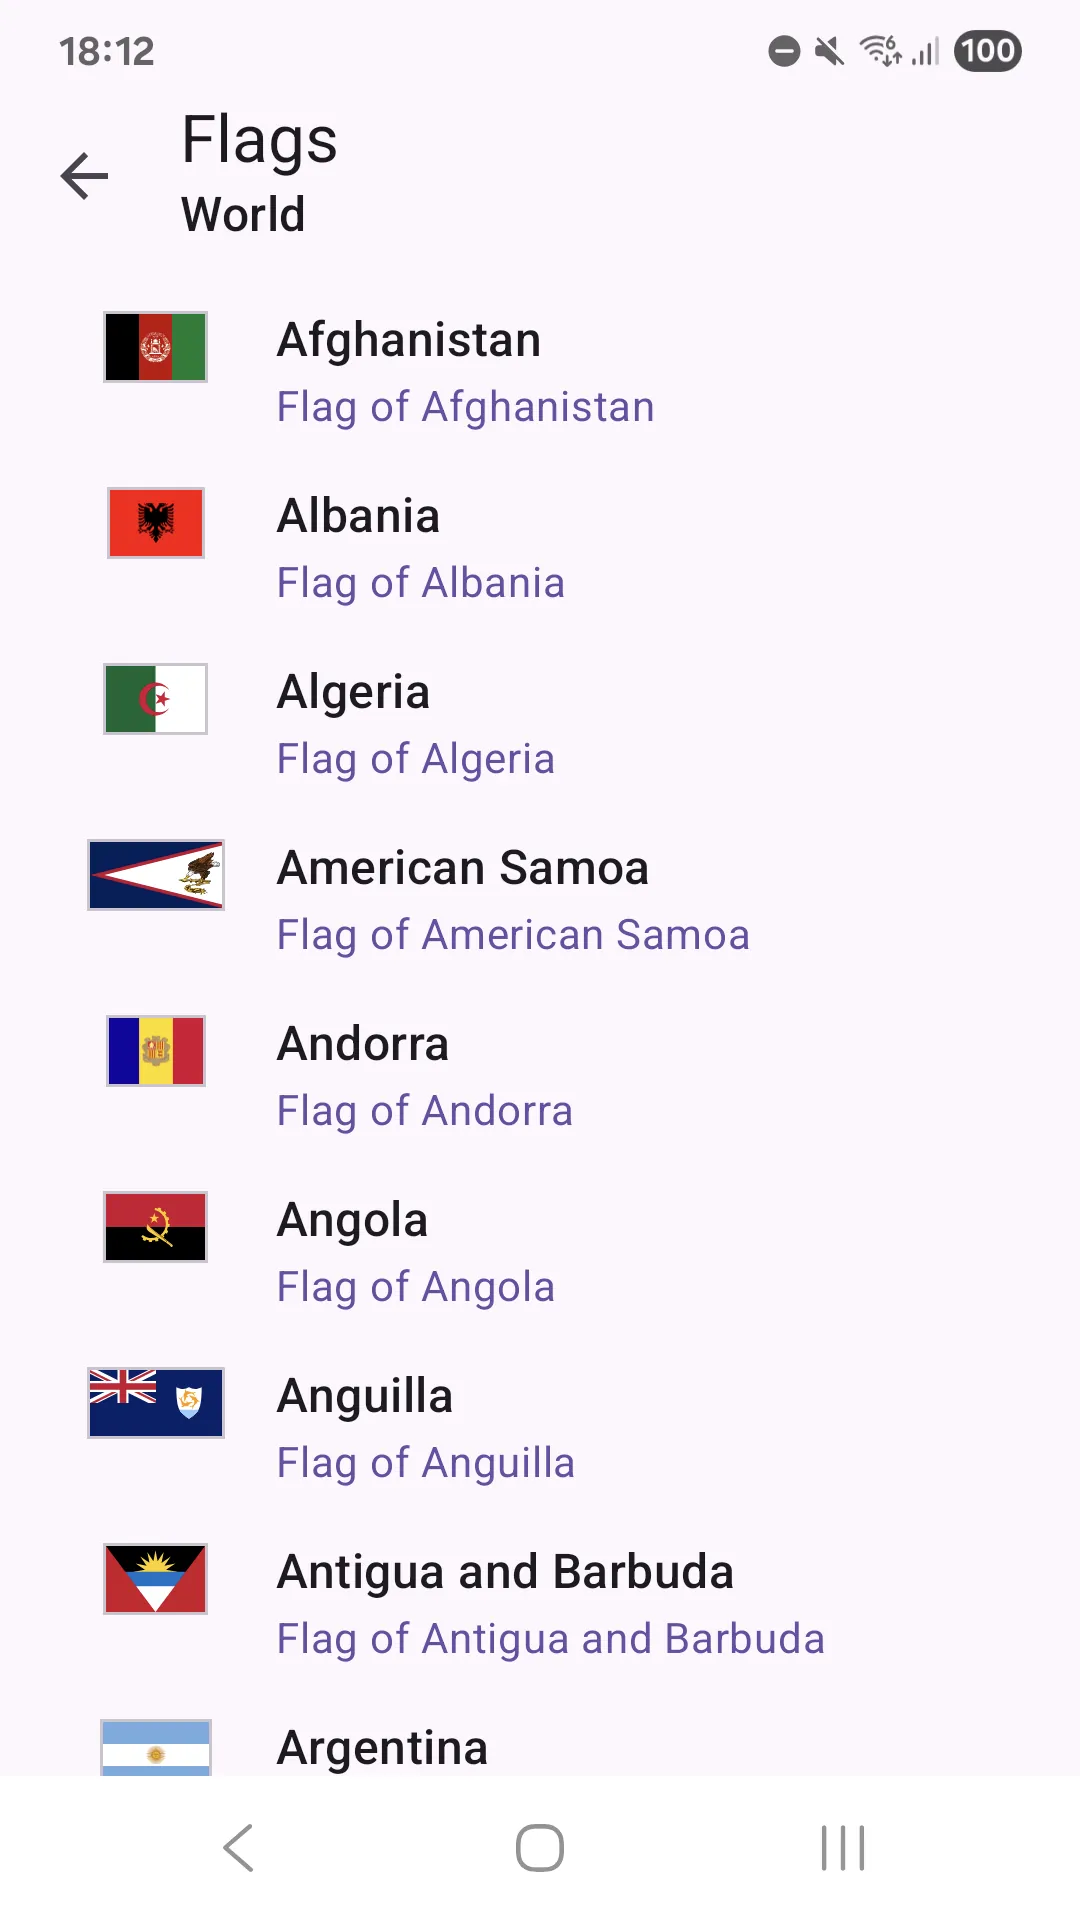 18:12
6
100
Flags
World
Afghanistan
Flag of Afghanistan
Albania
Flag of Albania
Algeria
Flag of Algeria
American Samoa
Flag of American Samoa
Andorra
Flag of Andorra
Angola
Flag of Angola
Anguilla
Flag of Anguilla
Antigua and Barbuda
Flag of Antigua and Barbuda
Argentina